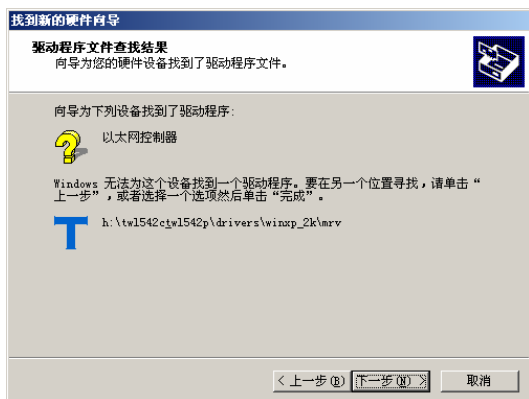 找到新的硬件向导
驱动程序文件查找结果
向导为您的硬件设备找到了驱动程序文件。
向导为下列设备找到了驱动程序:
以太网控制器
Windows 无法为这个设备找到一个驱动程序。要在另一个位置寻找，请单击“
上一步”，或者选择一个选项然后单击“完成”。
h:\twl542c_twl542p\drivers\winxp_2k\mrv
< 上一步(B) 下一步(N) > 取消